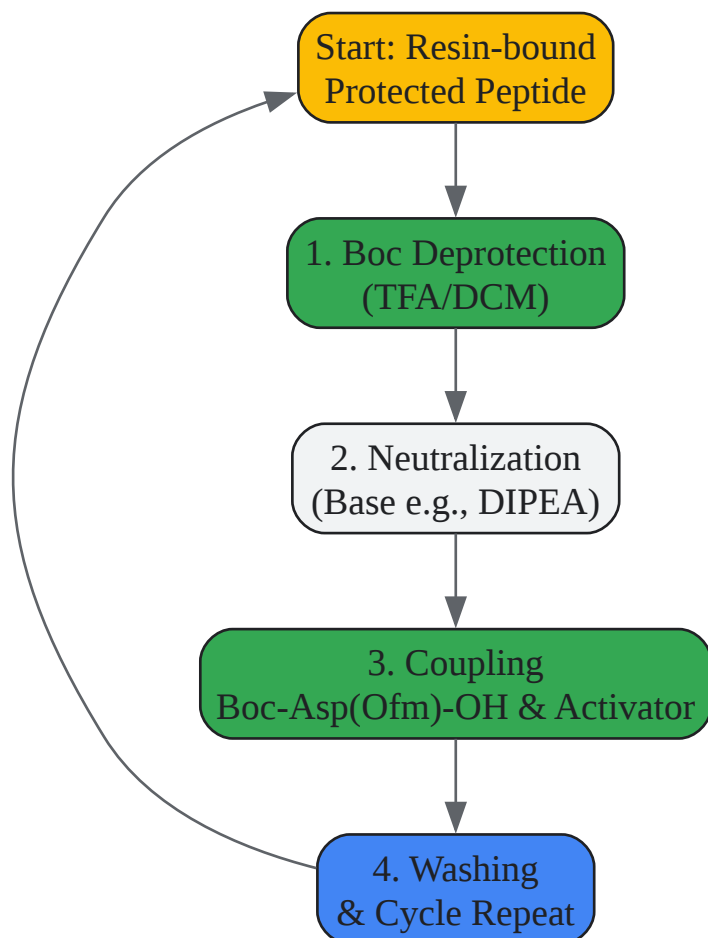 Start: Resin-bound
Protected Peptide
1. Boc Deprotection
(TFA/DCM)
2. Neutralization
(Base e.g., DIPEA)
3. Coupling
Boc-Asp(Ofm)-OH & Activator
4. Washing
& Cycle Repeat